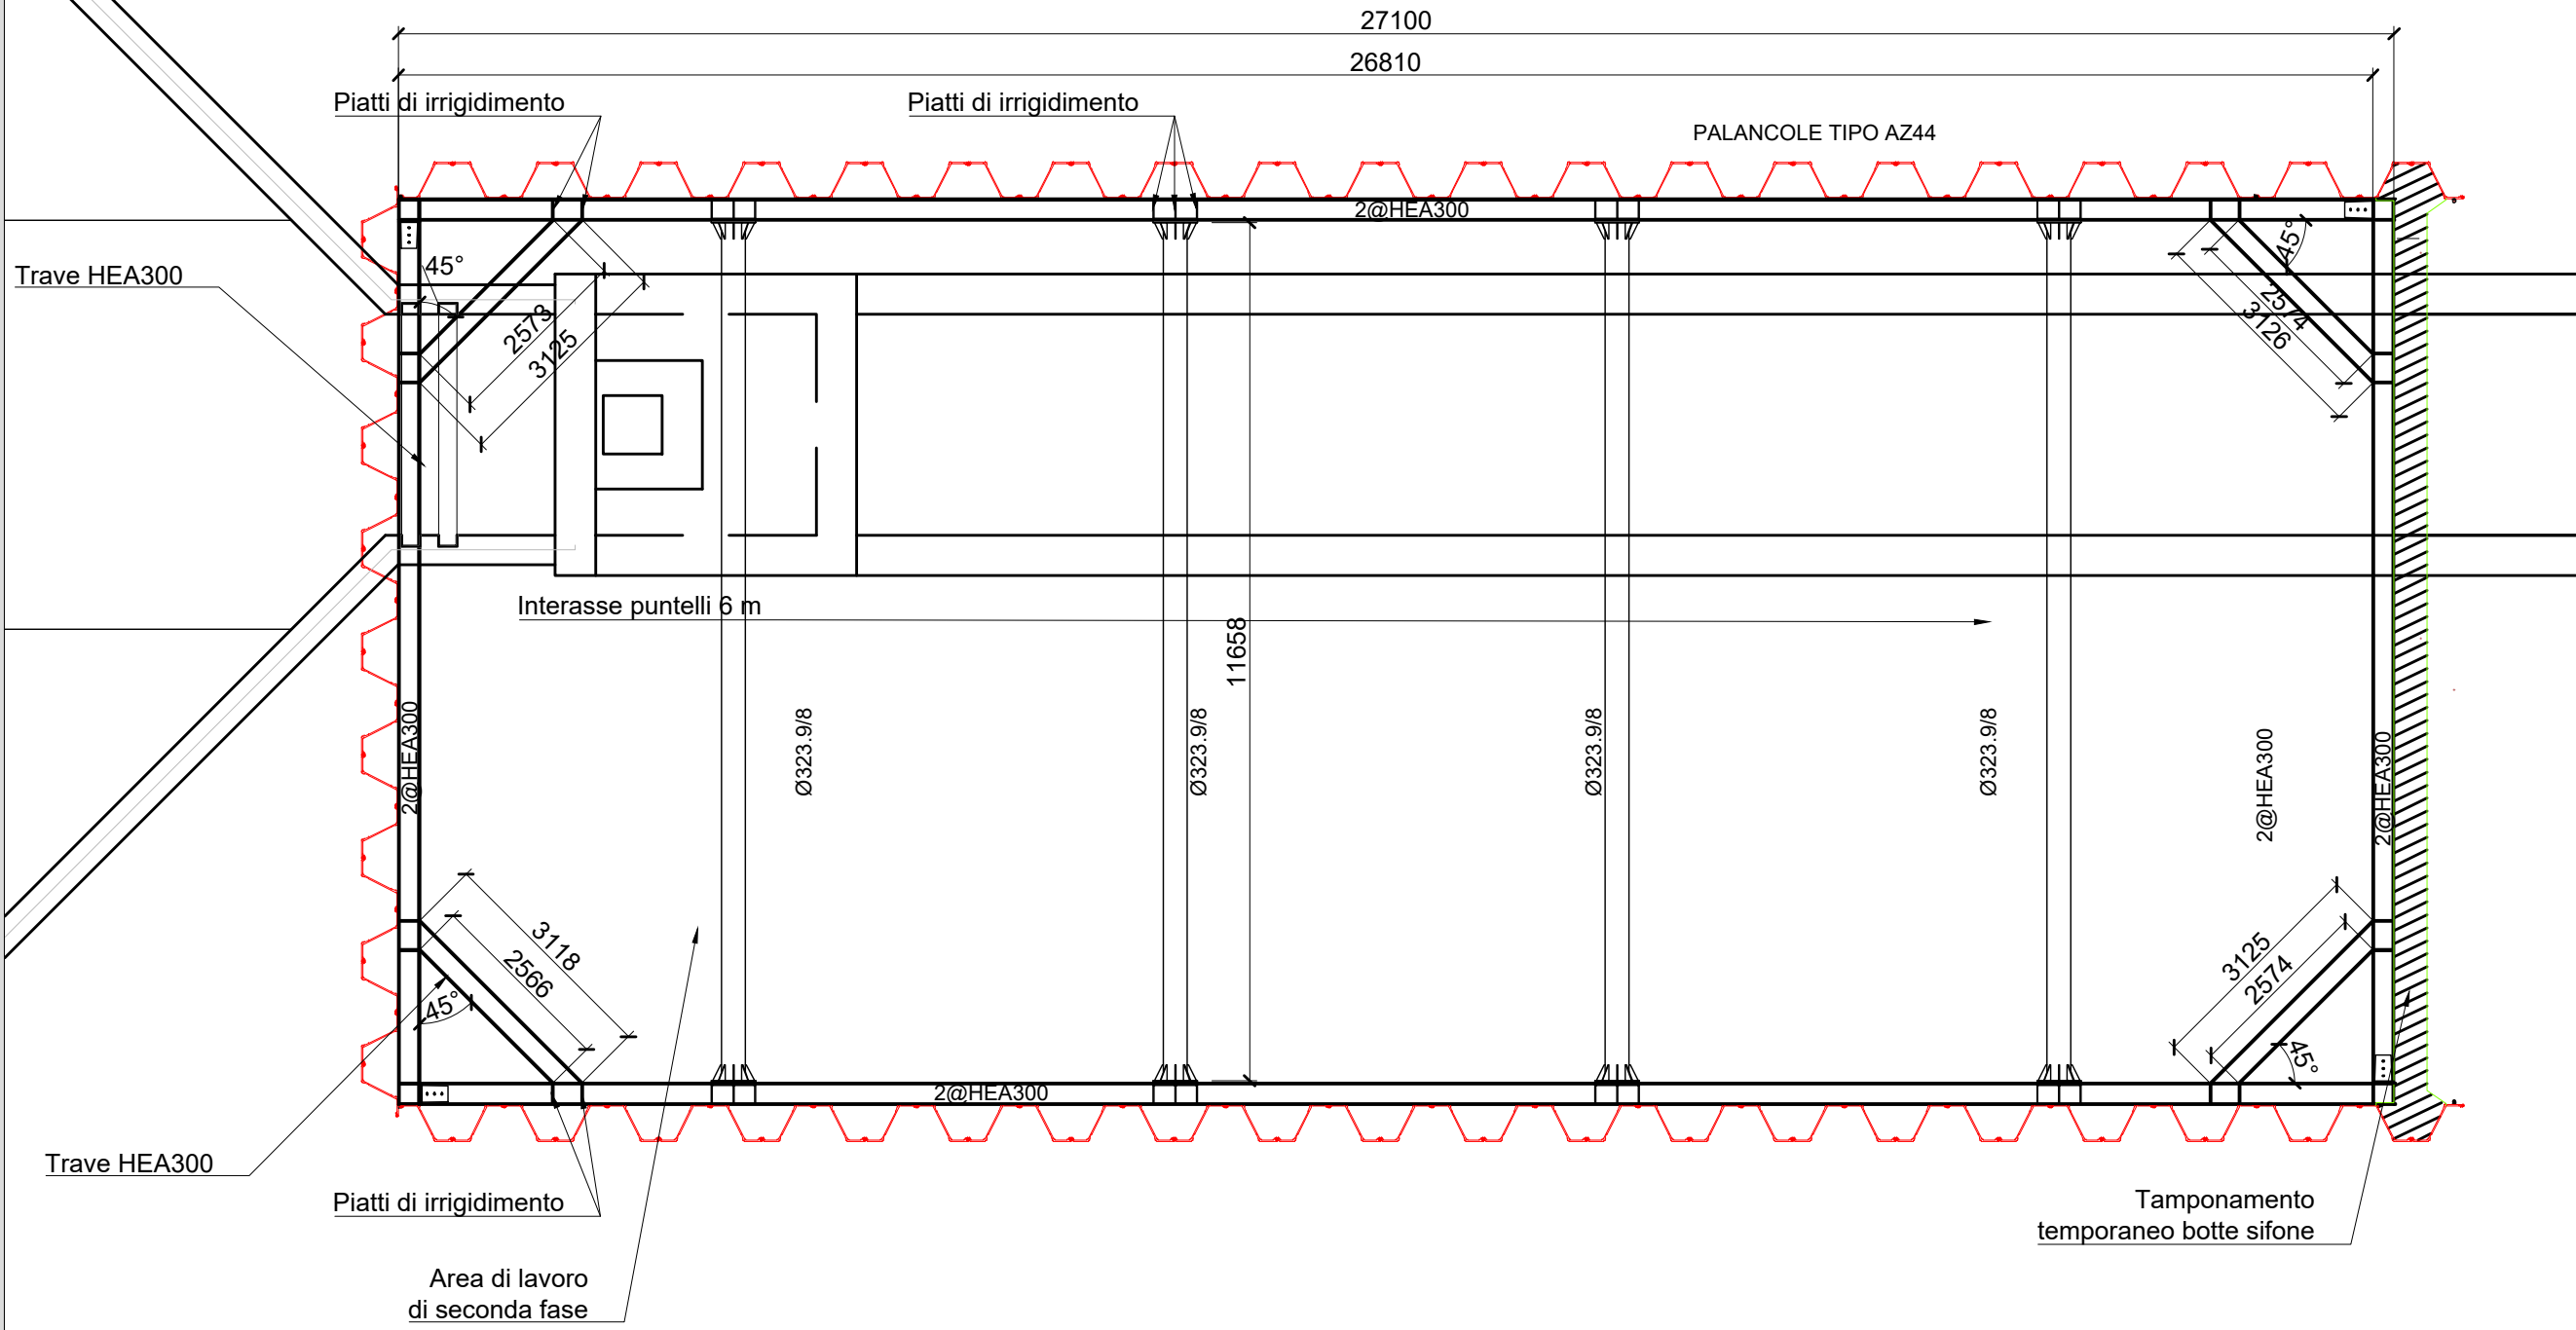 27100
26810
Piatti di irrigidimento
Piatti di irrigidimento
PALANCOLE TIPO AZ44
2@HEA300
Trave HEA300
45°
45°
2573
3125
2574
3126
Interasse puntelli 6 m
11658
2@HEA300
Ø323.9/8
Ø323.9/8
Ø323.9/8
Ø323.9/8
2@HEA300
2@HEA300
3118
2566
45°
3125
2574
45°
2@HEA300
Trave HEA300
Piatti di irrigidimento
Tamponamento
temporaneo botte sifone
Area di lavoro
di seconda fase